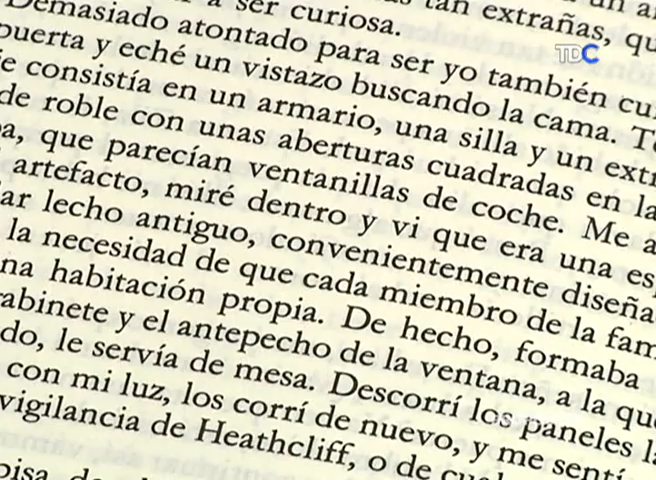 tan extrañas,
ser curiosa.
TDC
Demasiado atontado para ser yo también
puerta y eché un vistazo buscando la cama.
consistía en un armario, una silla y un
de roble con unas aberturas cuadradas en la
que parecían ventanillas de coche. Me
artefacto, miré dentro y vi que era una
lecho antiguo, convenientemente
la necesidad de que cada miembro de la
habitación propia. De hecho, formaba
y el antepecho de la ventana, a la
le servía de mesa. Descorrí los paneles
con mi luz, los corrí de nuevo, y me sentí
vigilancia de Heathcliff, o de